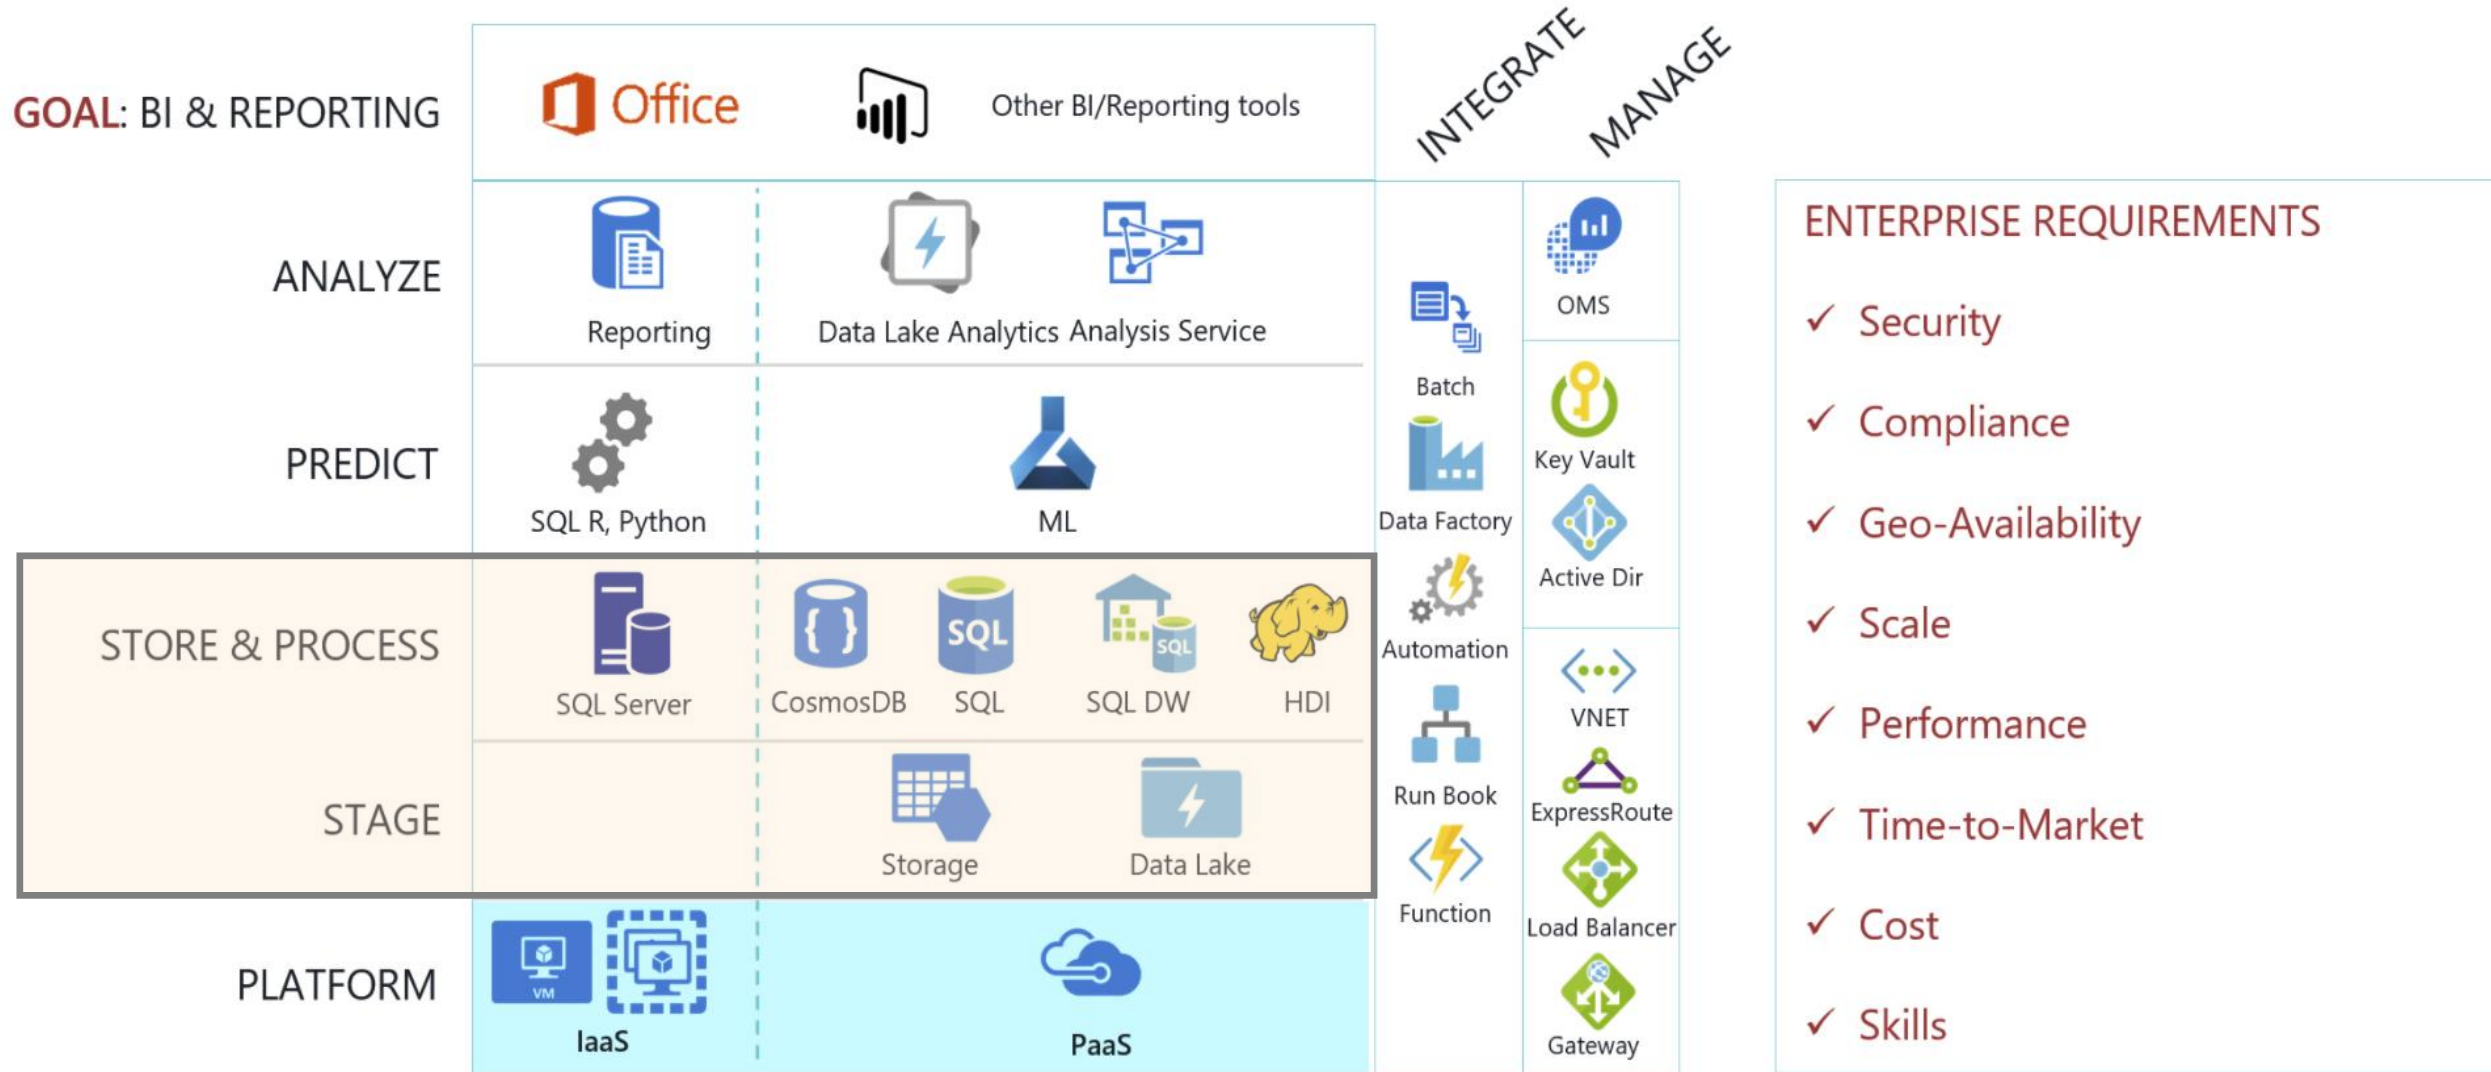 GOAL: BI & REPORTING
Office
Other BI/Reporting tools
INTEGRATE
MANAGE
ANALYZE
Reporting
Data Lake Analytics
Analysis Service
PREDICT
SQL R, Python
ML
STORE & PROCESS
SQL Server
{ }
CosmosDB
SQL
SQL
SQL
SQL DW
HDI
STAGE
Storage
Data Lake
PLATFORM
VM
IaaS
PaaS
Batch
Data Factory
Automation
Run Book
Function
OMS
Key Vault
Active Dir
VNET
ExpressRoute
Load Balancer
Gateway
ENTERPRISE REQUIREMENTS
✓ Security
✓ Compliance
✓ Geo-Availability
✓ Scale
✓ Performance
✓ Time-to-Market
✓ Cost
✓ Skills